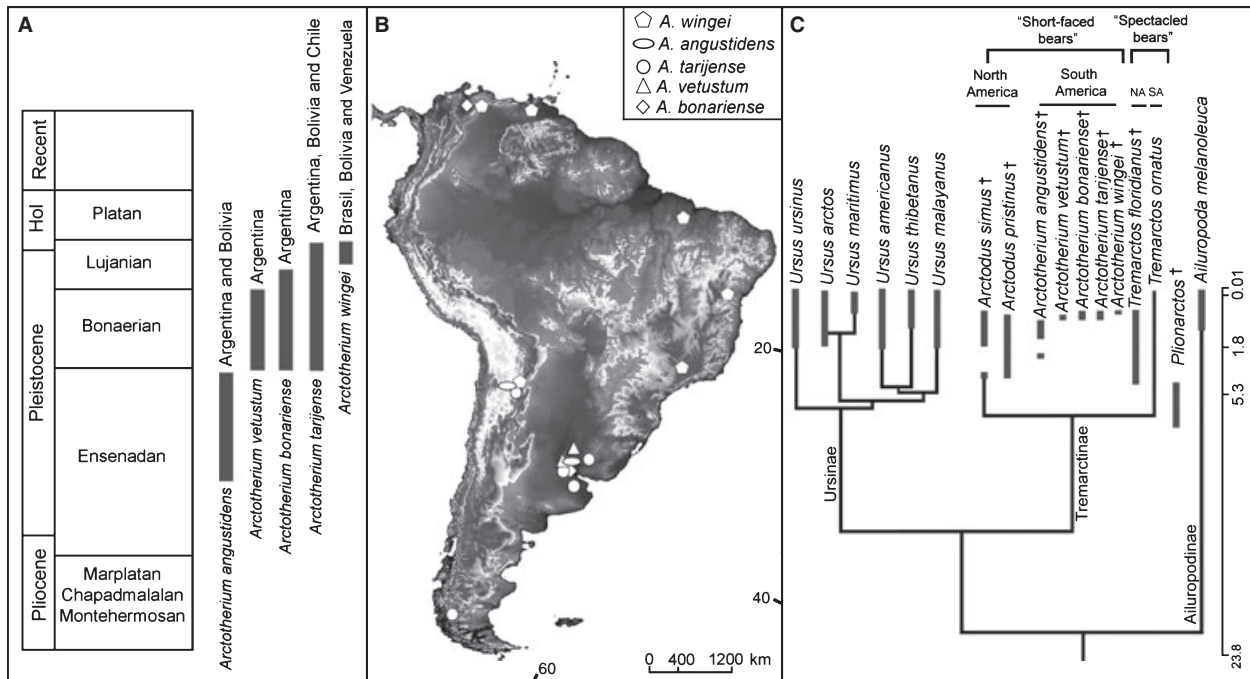 A
Recent
Hol
Pleistocene
Pliocene
Platan
Lujanian
Bonaerian
Ensenadan
Marplatan
Chapadmalalan
Montehermosan
Arctotherium angustidens
Argentina and Bolivia
Arctotherium vetustum
Argentina
Arctotherium bonariense
Argentina
Arctotherium tarijense
Argentina, Bolivia and Chile
Arctotherium wingei
Brasil, Bolivia and Venezuela
B
A. wingei
A. angustidens
A. tarijense
A. vetustum
A. bonariense
20
40
60
0 400 1200 km
C
"Short-faced
bears"
"Spectacled
bears"
North
America
South
America
NA SA
Ursus ursinus
Ursus arctos
Ursus maritimus
Ursus americanus
Ursus thibetanus
Ursus malayanus
Arctodus simus †
Arctodus pristinus †
Arctotherium angustidens†
Arctotherium vetustum†
Arctotherium bonariense†
Arctotherium tarijense†
Arctotherium wingei †
Tremarctos floridianus†
Tremarctos ornatus
Plionarctos†
Ailuropoda melanoleuca
Ursinae
Tremarctinae
Ailuropodinae
0.01
1.8
5.3
23.8